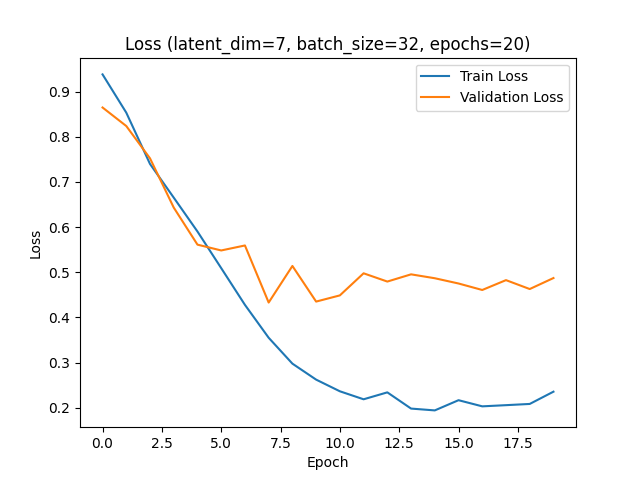 Loss (latent_dim=7, batch_size=32, epochs=20)
Train Loss
Validation Loss
Loss
0.9
0.8
0.7
0.6
0.5
0.4
0.3
0.2
0.0 2.5 5.0 7.5 10.0 12.5 15.0 17.5
Epoch